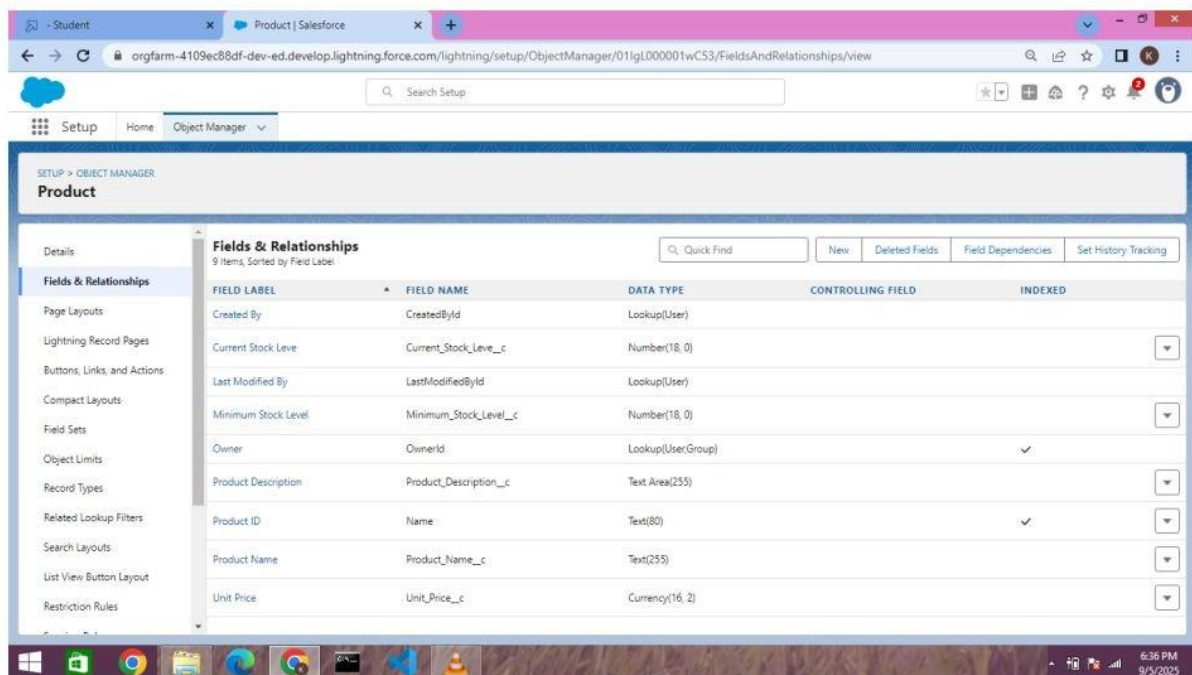 - Student
Product | Salesforce
orgfarm-4109ec88df-dev-ed.develop.lightning.force.com/lightning/setup/ObjectManager/01IgL000001wC53/FieldsAndRelationships/view
K
Search Setup
2
Setup Home Object Manager
SETUP > OBJECT MANAGER
Product
Details
Fields & Relationships
Page Layouts
Lightning Record Pages
Buttons, Links, and Actions
Compact Layouts
Field Sets
Object Limits
Record Types
Related Lookup Filters
Search Layouts
List View Button Layout
Restriction Rules
Fields & Relationships
9 Items, Sorted by Field Label
Quick Find New Deleted Fields Field Dependencies Set History Tracking
FIELD LABEL FIELD NAME DATA TYPE CONTROLLING FIELD INDEXED
Created By CreatedById Lookup(User)
Current Stock Leve Current_Stock_Leve__c Number(18, 0)
Last Modified By LastModifiedById Lookup(User)
Minimum Stock Level Minimum_Stock_Level__c Number(18, 0)
Owner OwnerId Lookup(User,Group)
Product Description Product_Description__c Text Area(255)
Product ID Name Text(80)
Product Name Product_Name__c Text(255)
Unit Price Unit_Price__c Currency(16, 2)
6:36 PM
9/5/2025